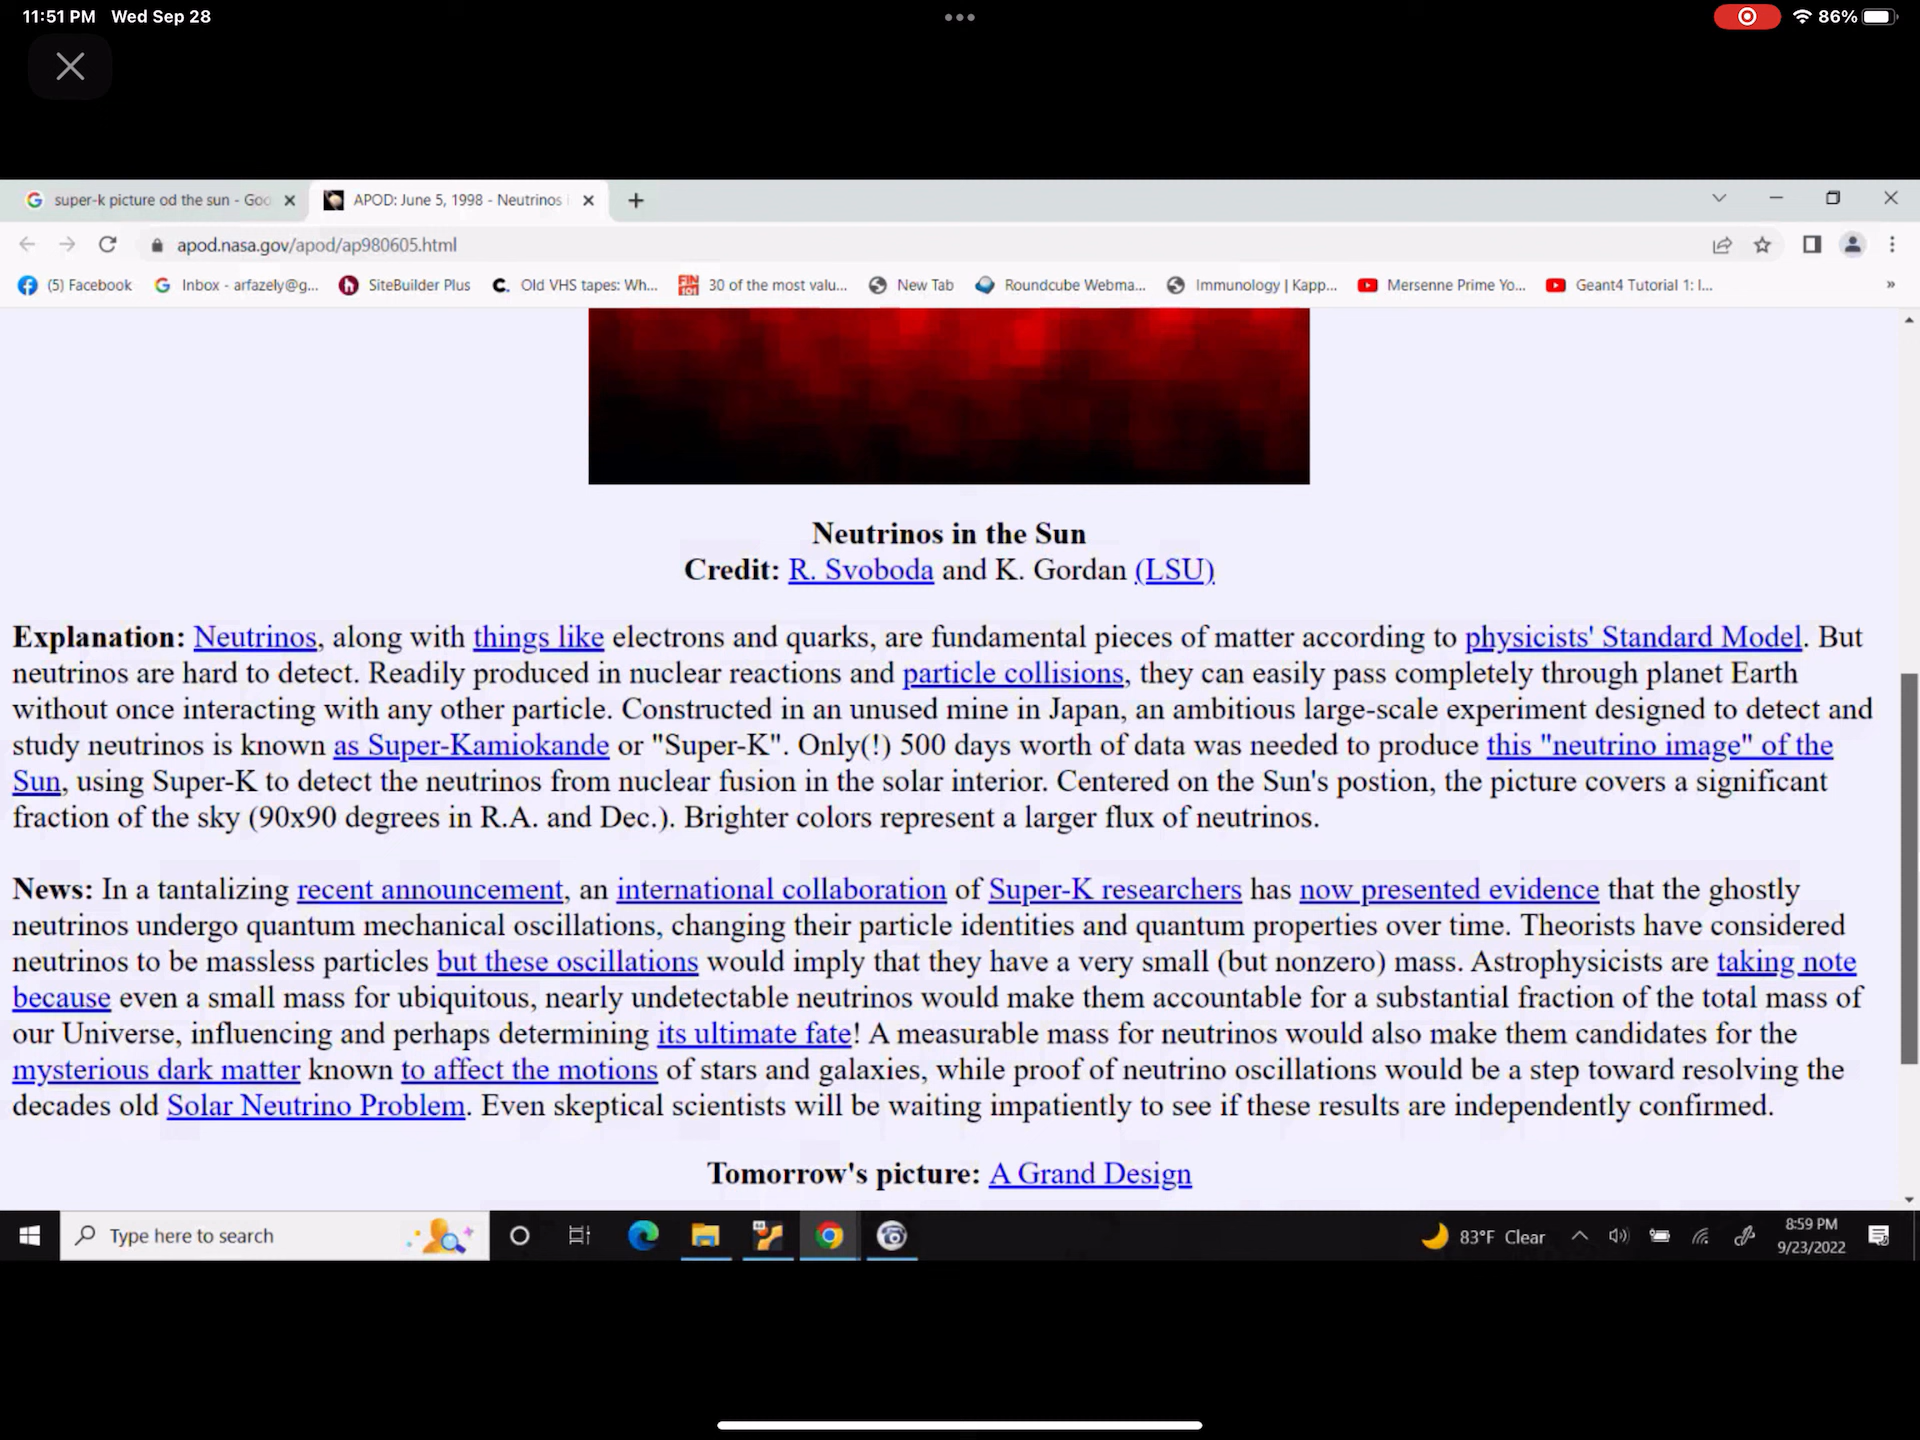 11:51 PM Wed Sep 28
86%
super-k picture od the sun - Goo
APOD: June 5, 1998 - Neutrinos
apod.nasa.gov/apod/ap980605.html
(5) Facebook
Inbox - arfazely@g...
SiteBuilder Plus
Old VHS tapes: Wh...
FIN 101
30 of the most valu...
New Tab
Roundcube Webma...
Immunology | Kapp...
Mersenne Prime Yo...
Geant4 Tutorial 1: I...
»
Neutrinos in the Sun
Credit: R. Svoboda and K. Gordan (LSU)
Explanation: Neutrinos, along with things like electrons and quarks, are fundamental pieces of matter according to physicists' Standard Model. But
neutrinos are hard to detect. Readily produced in nuclear reactions and particle collisions, they can easily pass completely through planet Earth
without once interacting with any other particle. Constructed in an unused mine in Japan, an ambitious large-scale experiment designed to detect and
study neutrinos is known as Super-Kamiokande or "Super-K". Only(!) 500 days worth of data was needed to produce this "neutrino image" of the
Sun, using Super-K to detect the neutrinos from nuclear fusion in the solar interior. Centered on the Sun's postion, the picture covers a significant
fraction of the sky (90x90 degrees in R.A. and Dec.). Brighter colors represent a larger flux of neutrinos.
News: In a tantalizing recent announcement, an international collaboration of Super-K researchers has now presented evidence that the ghostly
neutrinos undergo quantum mechanical oscillations, changing their particle identities and quantum properties over time. Theorists have considered
neutrinos to be massless particles but these oscillations would imply that they have a very small (but nonzero) mass. Astrophysicists are taking note
because even a small mass for ubiquitous, nearly undetectable neutrinos would make them accountable for a substantial fraction of the total mass of
our Universe, influencing and perhaps determining its ultimate fate! A measurable mass for neutrinos would also make them candidates for the
mysterious dark matter known to affect the motions of stars and galaxies, while proof of neutrino oscillations would be a step toward resolving the
decades old Solar Neutrino Problem. Even skeptical scientists will be waiting impatiently to see if these results are independently confirmed.
Tomorrow's picture: A Grand Design
Type here to search
83°F Clear
8:59 PM
9/23/2022